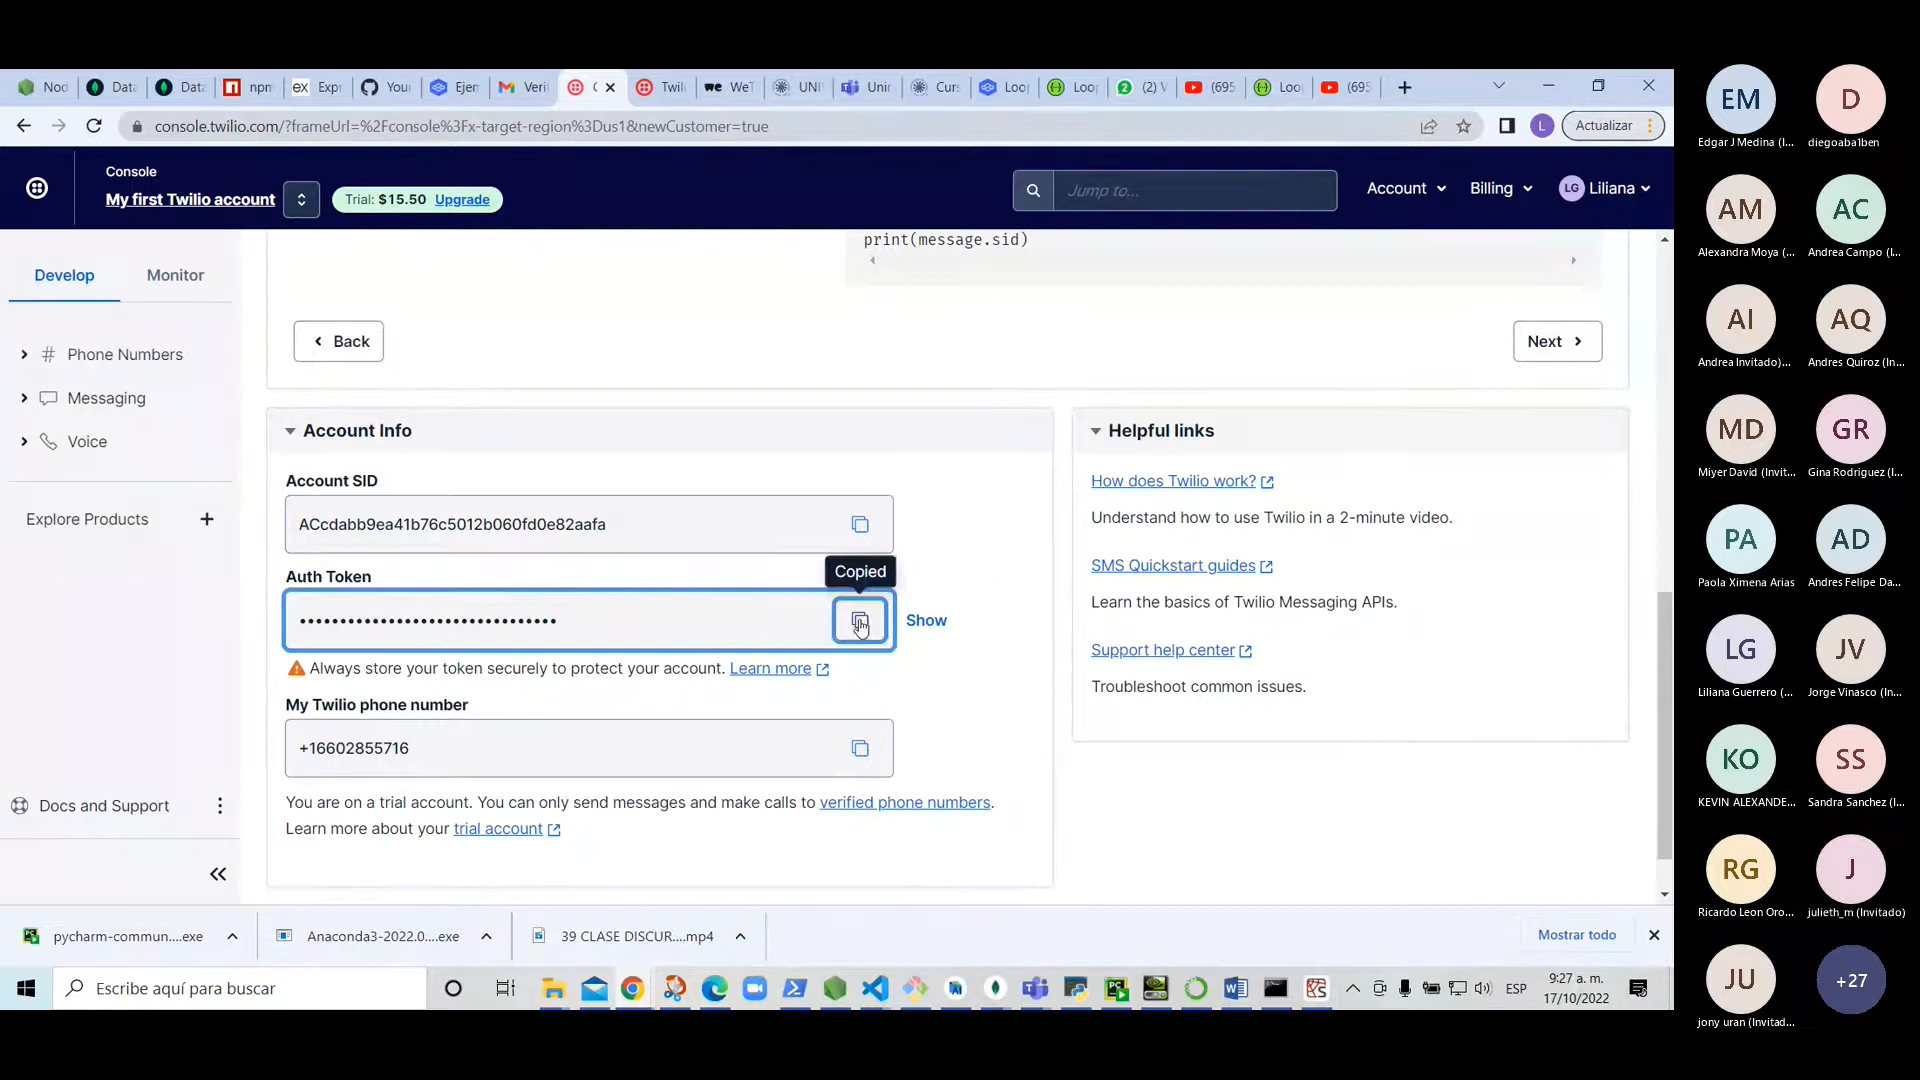 Nod
Data
Data
npm
ex
Expr
You
Ejen
Veri
C
Twili
we
WeT
UNI
Unir
Curs
Loop
Loop
(2) V
(695
Loo
(695
console.twilio.com/?frameUrl=%2Fconsole%3Fx-target-region%3Dus1&newCustomer=true
L
Actualizar
Console
My first Twilio account
Trial: $15.50 Upgrade
Jump to...
Account
Billing
LG
Liliana
Develop
Monitor
print(message.sid)
Phone Numbers
Messaging
Voice
Explore Products
Back
Next
Account Info
Account SID
ACcdabb9ea41b76c5012b060fd0e82aafa
Copied
Auth Token
••••••••••••••••••••••••••••••••
Show
Always store your token securely to protect your account. Learn more
My Twilio phone number
+16602855716
You are on a trial account. You can only send messages and make calls to verified phone numbers.
Learn more about your trial account
Helpful links
How does Twilio work?
Understand how to use Twilio in a 2-minute video.
SMS Quickstart guides
Learn the basics of Twilio Messaging APIs.
Support help center
Troubleshoot common issues.
Docs and Support
pycharm-commun....exe
Anaconda3-2022.0....exe
39 CLASE DISCUR....mp4
Mostrar todo
Escribe aquí para buscar
ESP
9:27 a. m.
17/10/2022
EM
Edgar J Medina (I...
D
diegoaba1ben
AM
Alexandra Moya (...
AC
Andrea Campo (I...
AI
Andrea Invitado)...
AQ
Andres Quiroz (In...
MD
Miyer David (Invit...
GR
Gina Rodriguez (I...
PA
Paola Ximena Arias
AD
Andres Felipe Da...
LG
Liliana Guerrero (...
JV
Jorge Vinasco (In...
KO
KEVIN ALEXANDE...
SS
Sandra Sanchez (I...
RG
Ricardo Leon Oro...
J
julieth_m (Invitado)
JU
jony uran (Invitad...
+27